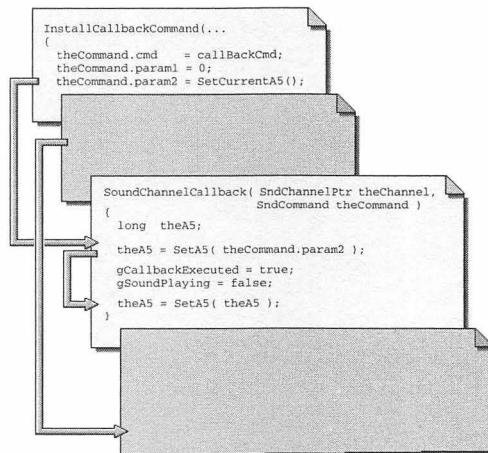 InstallCallbackCommand(...
{
theCommand.cmd = callBackCmd;
theCommand.param1 = 0;
theCommand.param2 = SetCurrentA5();
SoundChannelCallback( SndChannelPtr theChannel,
SndCommand theCommand )
{
long theA5;
theA5 = SetA5( theCommand.param2 );
gCallbackExecuted = true;
gSoundPlaying = false;
theA5 = SetA5( theA5 );
}